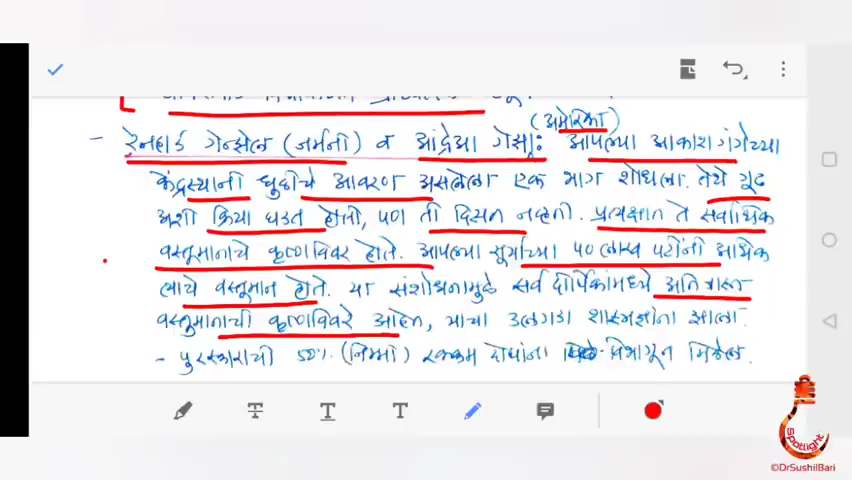 (अमेरिका)
- रेनहार्ड गेन्झेल (जर्मनी) व आंद्रेआ गेस्झ: आपल्या आकाशगंगेच्या
केंद्रस्थानी धुळीचे आवरण असलेला एक भाग शोधला. तेथे गूढ
अशी क्रिया घडत होती, पण ती दिसत नव्हती. प्रत्यक्षात ते सर्वाधिक
वस्तूमानाचे कृष्णविवर होते. आपल्या सूर्याच्या ४० लाख पटींनी अधिक
त्याचे वस्तूमान होते. या संशोधनामुळे सर्व दीर्घिकांमध्ये अतिजास्त
वस्तूमानाची कृष्णविवरे आहेत, याचा उलगडा शास्त्रज्ञांना झाला.
- पुरस्काराची 50% (निम्मी) रक्कम दोघांना विभागून मिळेल.
T T T
Spotlight
©DrSushilBari